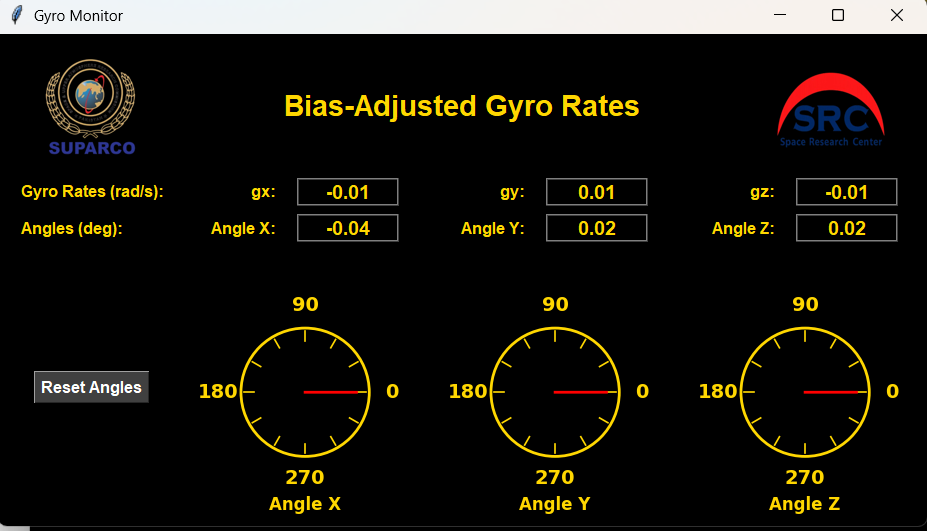 Gyro Monitor
SUPARCO
Bias-Adjusted Gyro Rates
SRC
Space Research Center
Gyro Rates (rad/s): gx: -0.01 gy: 0.01 gz: -0.01
Angles (deg): Angle X: -0.04 Angle Y: 0.02 Angle Z: 0.02
90 90 90
Reset Angles 180 0 180 0 180 0
270 270 270
Angle X Angle Y Angle Z